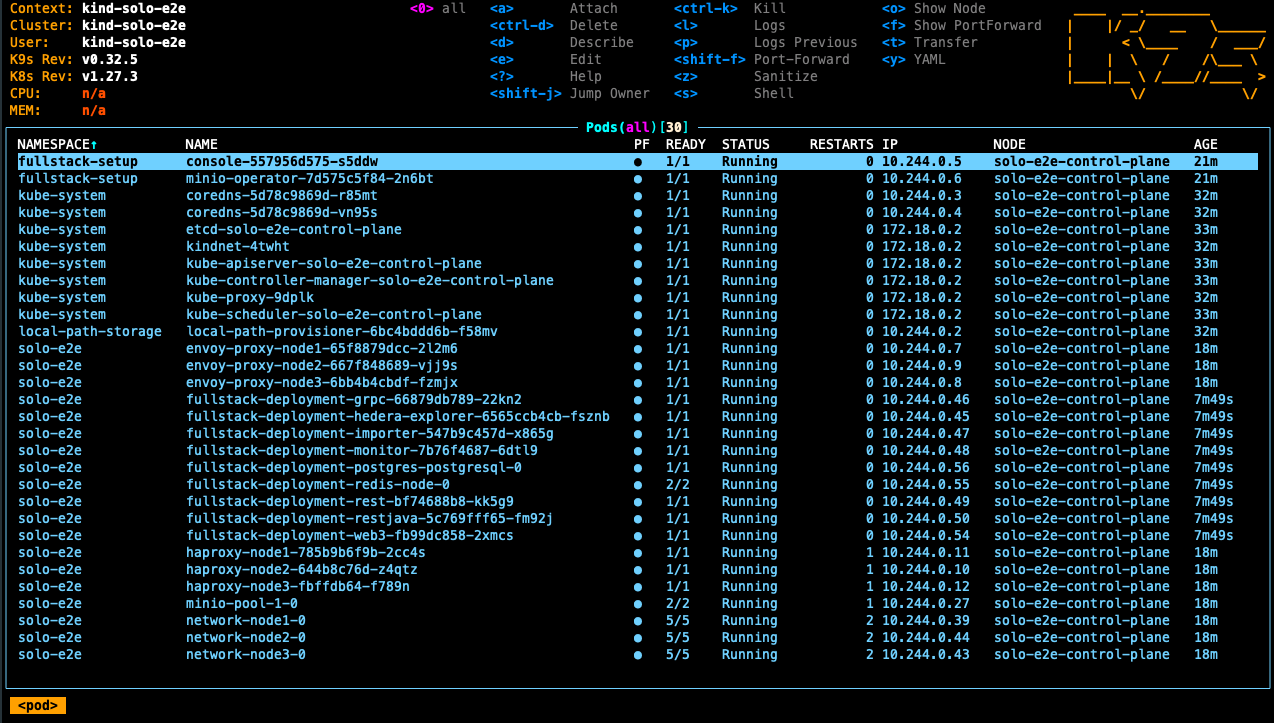 Context: kind-solo-e2e <0> all <a> Attach <ctrl-k> Kill <o> Show Node
Cluster: kind-solo-e2e <ctrl-d> Delete <l> Logs <f> Show PortForward
User: kind-solo-e2e <d> Describe <p> Logs Previous <t> Transfer
K9s Rev: v0.32.5 <e> Edit <shift-f> Port-Forward <y> YAML
K8s Rev: v1.27.3 <?> Help <z> Sanitize
CPU: n/a <shift-j> Jump Owner <s> Shell
MEM: n/a
Pods(all)[30]
NAMESPACE↑ NAME PF READY STATUS RESTARTS IP NODE AGE
fullstack-setup console-557956d575-s5ddw ● 1/1 Running 0 10.244.0.5 solo-e2e-control-plane 21m
fullstack-setup minio-operator-7d575c5f84-2n6bt ● 1/1 Running 0 10.244.0.6 solo-e2e-control-plane 21m
kube-system coredns-5d78c9869d-r85mt ● 1/1 Running 0 10.244.0.3 solo-e2e-control-plane 32m
kube-system coredns-5d78c9869d-vn95s ● 1/1 Running 0 10.244.0.4 solo-e2e-control-plane 32m
kube-system etcd-solo-e2e-control-plane ● 1/1 Running 0 172.18.0.2 solo-e2e-control-plane 33m
kube-system kindnet-4twht ● 1/1 Running 0 172.18.0.2 solo-e2e-control-plane 32m
kube-system kube-apiserver-solo-e2e-control-plane ● 1/1 Running 0 172.18.0.2 solo-e2e-control-plane 33m
kube-system kube-controller-manager-solo-e2e-control-plane ● 1/1 Running 0 172.18.0.2 solo-e2e-control-plane 33m
kube-system kube-proxy-9dplk ● 1/1 Running 0 172.18.0.2 solo-e2e-control-plane 32m
kube-system kube-scheduler-solo-e2e-control-plane ● 1/1 Running 0 172.18.0.2 solo-e2e-control-plane 33m
local-path-storage local-path-provisioner-6bc4bddd6b-f58mv ● 1/1 Running 0 10.244.0.2 solo-e2e-control-plane 32m
solo-e2e envoy-proxy-node1-65f8879dcc-2l2m6 ● 1/1 Running 0 10.244.0.7 solo-e2e-control-plane 18m
solo-e2e envoy-proxy-node2-667f848689-vjj9s ● 1/1 Running 0 10.244.0.9 solo-e2e-control-plane 18m
solo-e2e envoy-proxy-node3-6bb4b4cbdf-fzmjx ● 1/1 Running 0 10.244.0.8 solo-e2e-control-plane 18m
solo-e2e fullstack-deployment-grpc-66879db789-22kn2 ● 1/1 Running 0 10.244.0.46 solo-e2e-control-plane 7m49s
solo-e2e fullstack-deployment-hedera-explorer-6565ccb4cb-fsznb ● 1/1 Running 0 10.244.0.45 solo-e2e-control-plane 7m49s
solo-e2e fullstack-deployment-importer-547b9c457d-x865g ● 1/1 Running 0 10.244.0.47 solo-e2e-control-plane 7m49s
solo-e2e fullstack-deployment-monitor-7b76f4687-6dtl9 ● 1/1 Running 0 10.244.0.48 solo-e2e-control-plane 7m49s
solo-e2e fullstack-deployment-postgres-postgresql-0 ● 1/1 Running 0 10.244.0.56 solo-e2e-control-plane 7m49s
solo-e2e fullstack-deployment-redis-node-0 ● 2/2 Running 0 10.244.0.55 solo-e2e-control-plane 7m49s
solo-e2e fullstack-deployment-rest-bf74688b8-kk5g9 ● 1/1 Running 0 10.244.0.49 solo-e2e-control-plane 7m49s
solo-e2e fullstack-deployment-restjava-5c769fff65-fm92j ● 1/1 Running 0 10.244.0.50 solo-e2e-control-plane 7m49s
solo-e2e fullstack-deployment-web3-fb99dc858-2xmcs ● 1/1 Running 0 10.244.0.54 solo-e2e-control-plane 7m49s
solo-e2e haproxy-node1-785b9b6f9b-2cc4s ● 1/1 Running 1 10.244.0.11 solo-e2e-control-plane 18m
solo-e2e haproxy-node2-644b8c76d-z4qtz ● 1/1 Running 1 10.244.0.10 solo-e2e-control-plane 18m
solo-e2e haproxy-node3-fbffdb64-f789n ● 1/1 Running 1 10.244.0.12 solo-e2e-control-plane 18m
solo-e2e minio-pool-1-0 ● 2/2 Running 1 10.244.0.27 solo-e2e-control-plane 18m
solo-e2e network-node1-0 ● 5/5 Running 2 10.244.0.39 solo-e2e-control-plane 18m
solo-e2e network-node2-0 ● 5/5 Running 2 10.244.0.44 solo-e2e-control-plane 18m
solo-e2e network-node3-0 ● 5/5 Running 2 10.244.0.43 solo-e2e-control-plane 18m
<pod>